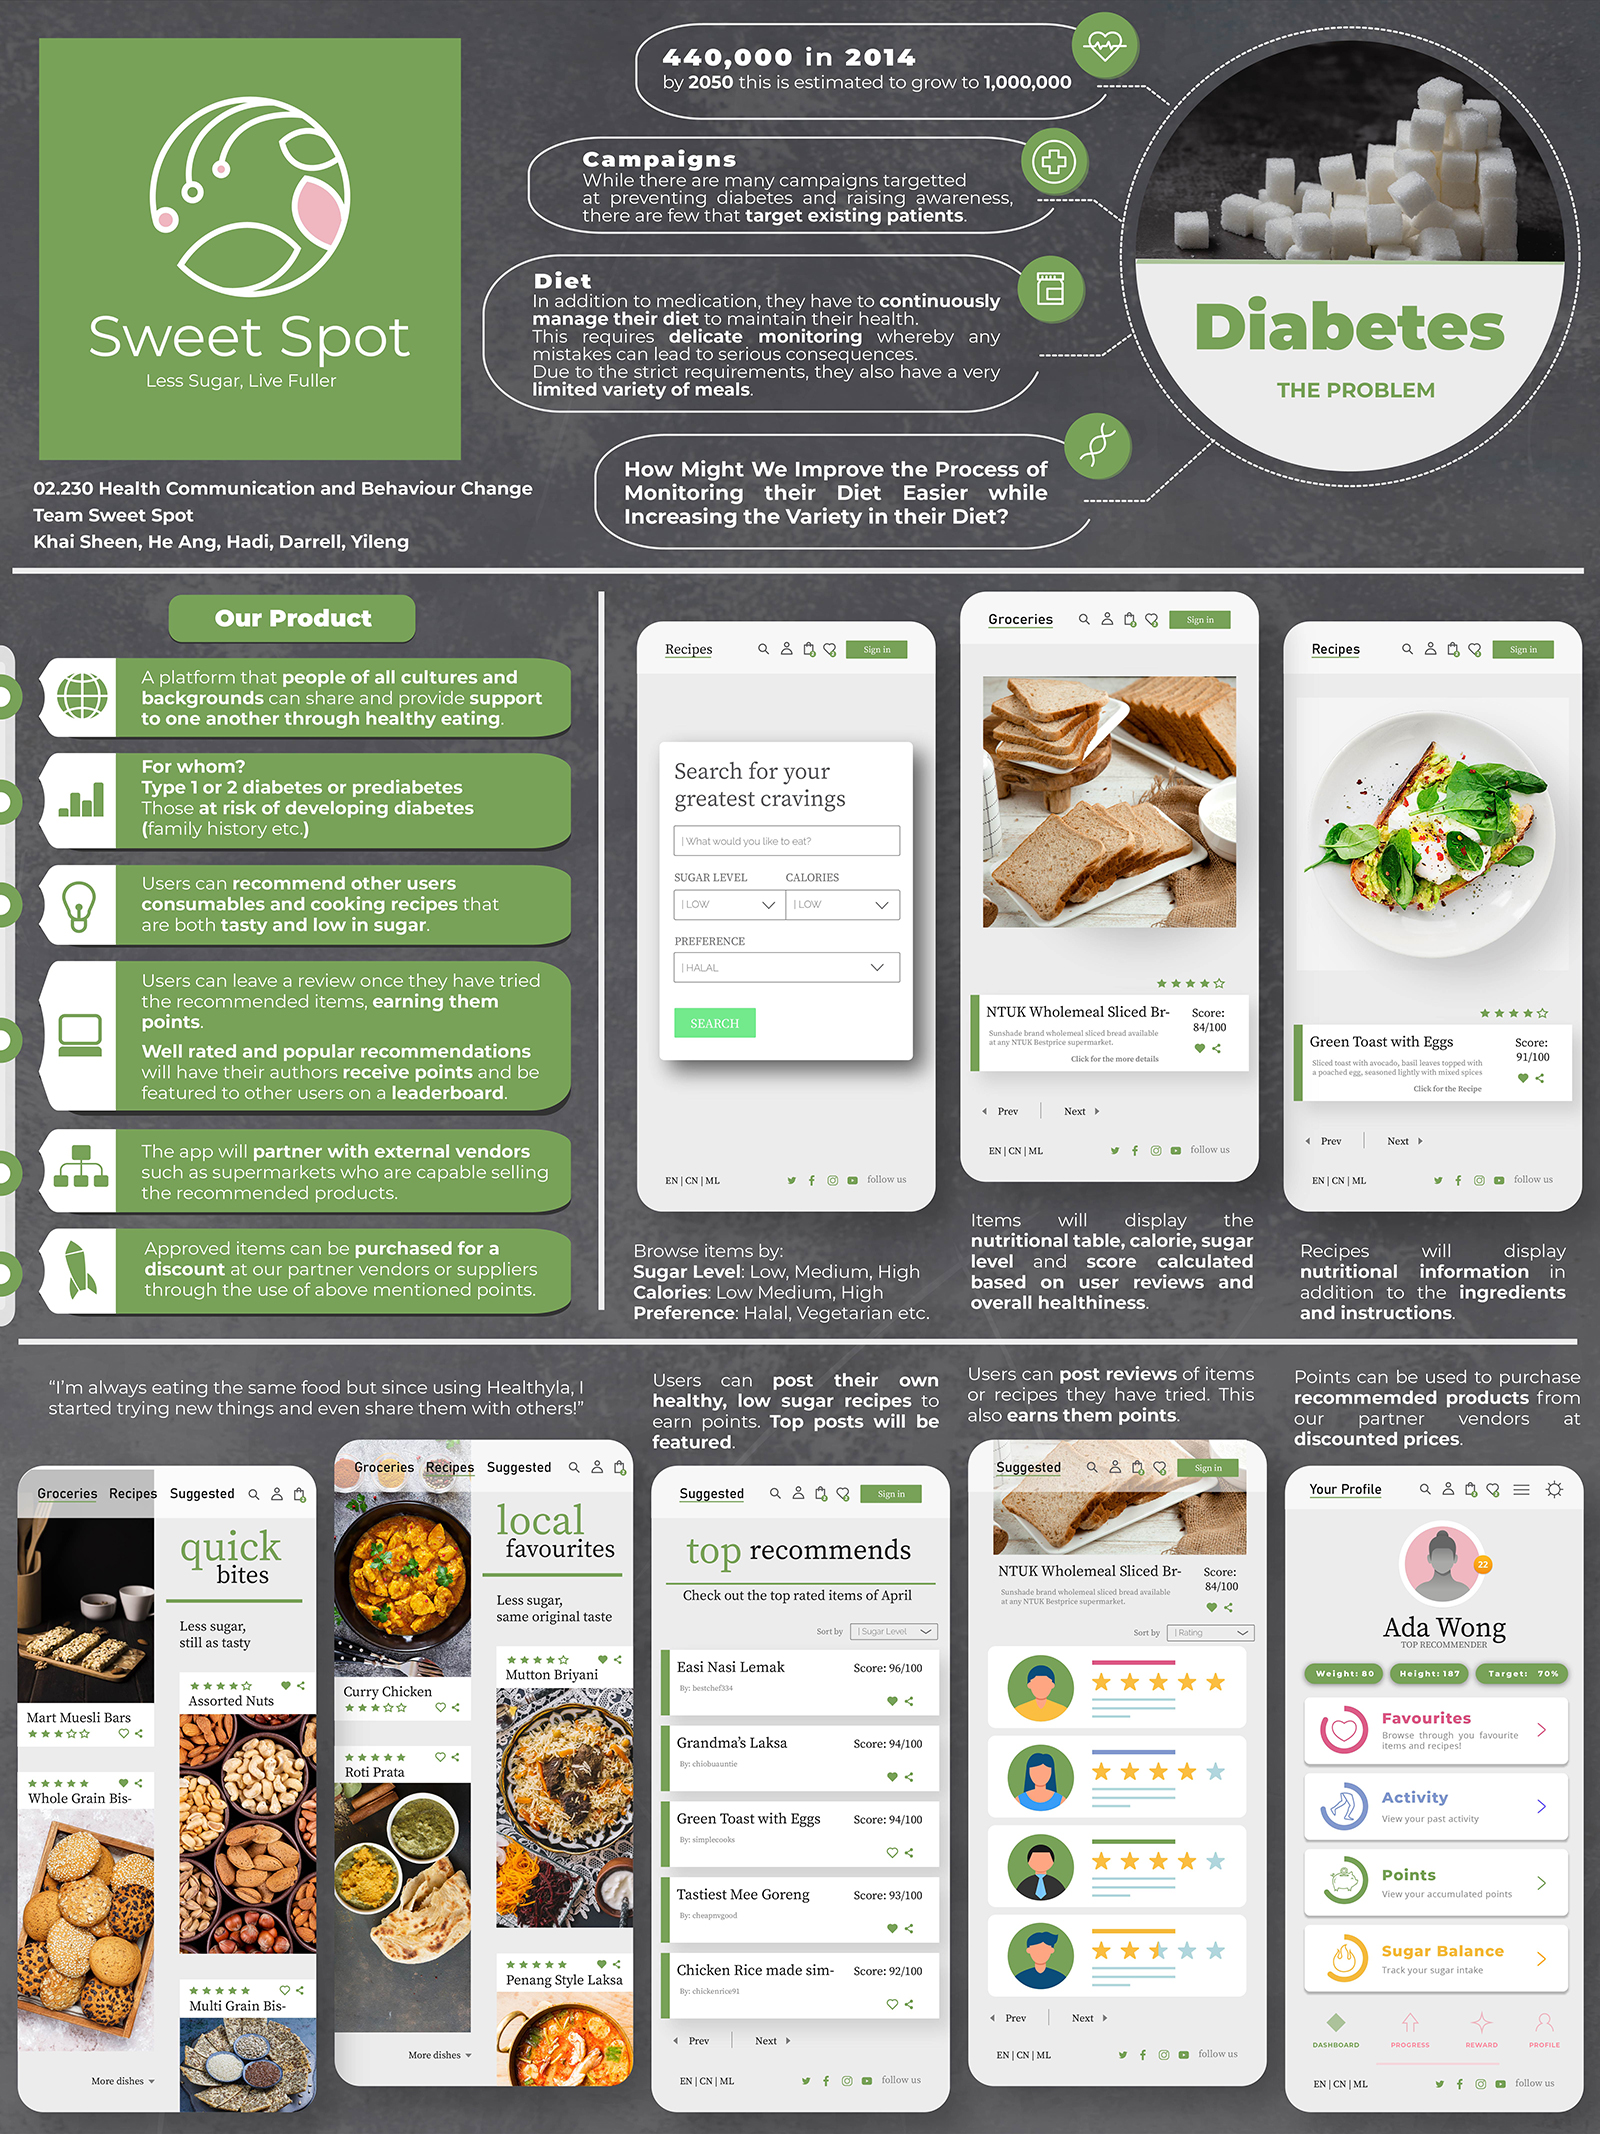 Sweet Spot
Less Sugar, Live Fuller
02.230 Health Communication and Behaviour Change
Team Sweet Spot
Khai Sheen, He Ang, Hadi, Darrell, Yileng
440,000 in 2014
by 2050 this is estimated to grow to 1,000,000
Campaigns
While there are many campaigns targetted
at preventing diabetes and raising awareness,
there are few that target existing patients.
Diet
In addition to medication, they have to continuously
manage their diet to maintain their health.
This requires delicate monitoring whereby any
mistakes can lead to serious consequences.
Due to the strict requirements, they also have a very
limited variety of meals.
How Might We Improve the Process of
Monitoring their Diet Easier while
Increasing the Variety in their Diet?
Diabetes
THE PROBLEM
Our Product
A platform that people of all cultures and
backgrounds can share and provide support
to one another through healthy eating.
For whom?
Type 1 or 2 diabetes or prediabetes
Those at risk of developing diabetes
(family history etc.)
Users can recommend other users
consumables and cooking recipes that
are both tasty and low in sugar.
Users can leave a review once they have tried
the recommended items, earning them
points.
Well rated and popular recommendations
will have their authors receive points and be
featured to other users on a leaderboard.
The app will partner with external vendors
such as supermarkets who are capable selling
the recommended products.
Approved items can be purchased for a
discount at our partner vendors or suppliers
through the use of above mentioned points.
Recipes
Sign in
Search for your
greatest cravings
| What would you like to eat?
SUGAR LEVEL CALORIES
| LOW | LOW
PREFERENCE
| HALAL
SEARCH
EN | CN | ML follow us
Browse items by:
Sugar Level: Low, Medium, High
Calories: Low Medium, High
Preference: Halal, Vegetarian etc.
Groceries
Sign in
NTUK Wholemeal Sliced Br-
Score:
84/100
Sunshade brand wholemeal sliced bread available
at any NTUK Bestprice supermarket.
Click for the more details
Prev Next
EN | CN | ML follow us
Items will display the
nutritional table, calorie, sugar
level and score calculated
based on user reviews and
overall healthiness.
Recipes
Sign in
Green Toast with Eggs
Score:
91/100
Sliced toast with avocado, basil leaves topped with
a poached egg, seasoned lightly with mixed spices
Click for the Recipe
Prev Next
EN | CN | ML follow us
Recipes will display
nutritional information in
addition to the ingredients
and instructions.
“I’m always eating the same food but since using Healthyla, I
started trying new things and even share them with others!”
Groceries Recipes Suggested
quick
bites
Less sugar,
still as tasty
Mart Muesli Bars
Whole Grain Bis-
Assorted Nuts
Multi Grain Bis-
More dishes
Groceries Recipes Suggested
local
favourites
Less sugar,
same original taste
Curry Chicken
Roti Prata
Mutton Briyani
Penang Style Laksa
More dishes
Users can post their own
healthy, low sugar recipes to
earn points. Top posts will be
featured.
Suggested
Sign in
top recommends
Check out the top rated items of April
Sort by | Sugar Level
Easi Nasi Lemak Score: 96/100
By: bestchef334
Grandma’s Laksa Score: 94/100
By: chiobuauntie
Green Toast with Eggs Score: 94/100
By: simplecooks
Tastiest Mee Goreng Score: 93/100
By: cheapnvgood
Chicken Rice made sim- Score: 92/100
By: chickenrice91
Prev Next
EN | CN | ML follow us
Users can post reviews of items
or recipes they have tried. This
also earns them points.
Suggested
Sign in
NTUK Wholemeal Sliced Br-
Score:
84/100
Sunshade brand wholemeal sliced bread available
at any NTUK Bestprice supermarket.
Sort by | Rating
Prev Next
EN | CN | ML follow us
Points can be used to purchase
recommemded products from
our partner vendors at
discounted prices.
Your Profile
22
Ada Wong
TOP RECOMMENDER
Weight: 80 Height: 187 Target: 70%
Favourites
Browse through you favourite
items and recipes!
Activity
View your past activity
Points
View your accumulated points
Sugar Balance
Track your sugar intake
DASHBOARD PROGRESS REWARD PROFILE
EN | CN | ML follow us